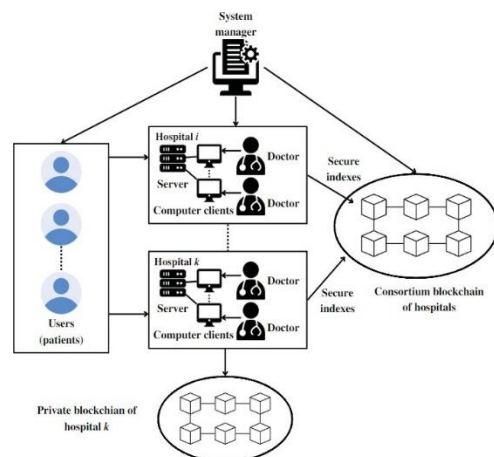 System
manager
Hospital i
Doctor
Server
Computer clients
Doctor
Secure
indexes
Hospital k
Doctor
Server
Computer clients
Doctor
Secure
indexes
Consortium blockchain
of hospitals
Users
(patients)
Private blockchian of
hospital k